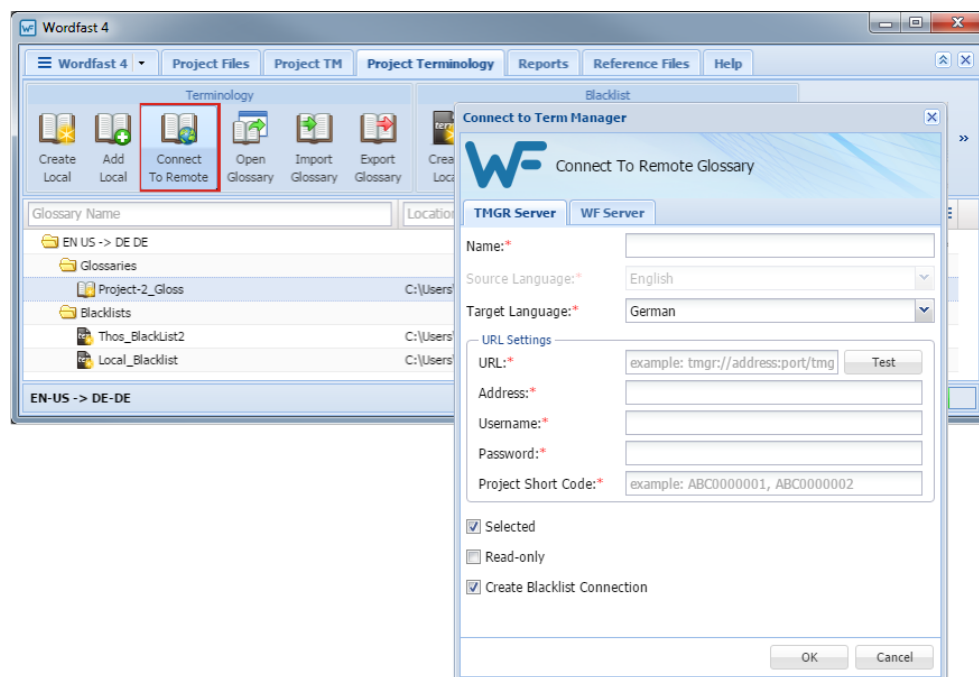 Wordfast 4
Wordfast 4 Project Files Project TM Project Terminology Reports Reference Files Help
Terminology Blacklist
Create Local
Add Local
Connect To Remote
Open Glossary
Import Glossary
Export Glossary
Glossary Name
EN US -> DE DE
Glossaries
Project-2_Gloss C:\Users
Blacklists
Thos_BlackList2 C:\Users
Local_Blacklist C:\Users
EN-US -> DE-DE
Connect to Term Manager
WF Connect To Remote Glossary
TMGR Server WF Server
Name:*
Source Language:* English
Target Language:* German
URL Settings
URL:* example: tmgr://address:port/tmg Test
Address:*
Username:*
Password:*
Project Short Code:* example: ABC0000001, ABC0000002
Selected
Read-only
Create Blacklist Connection
OK Cancel